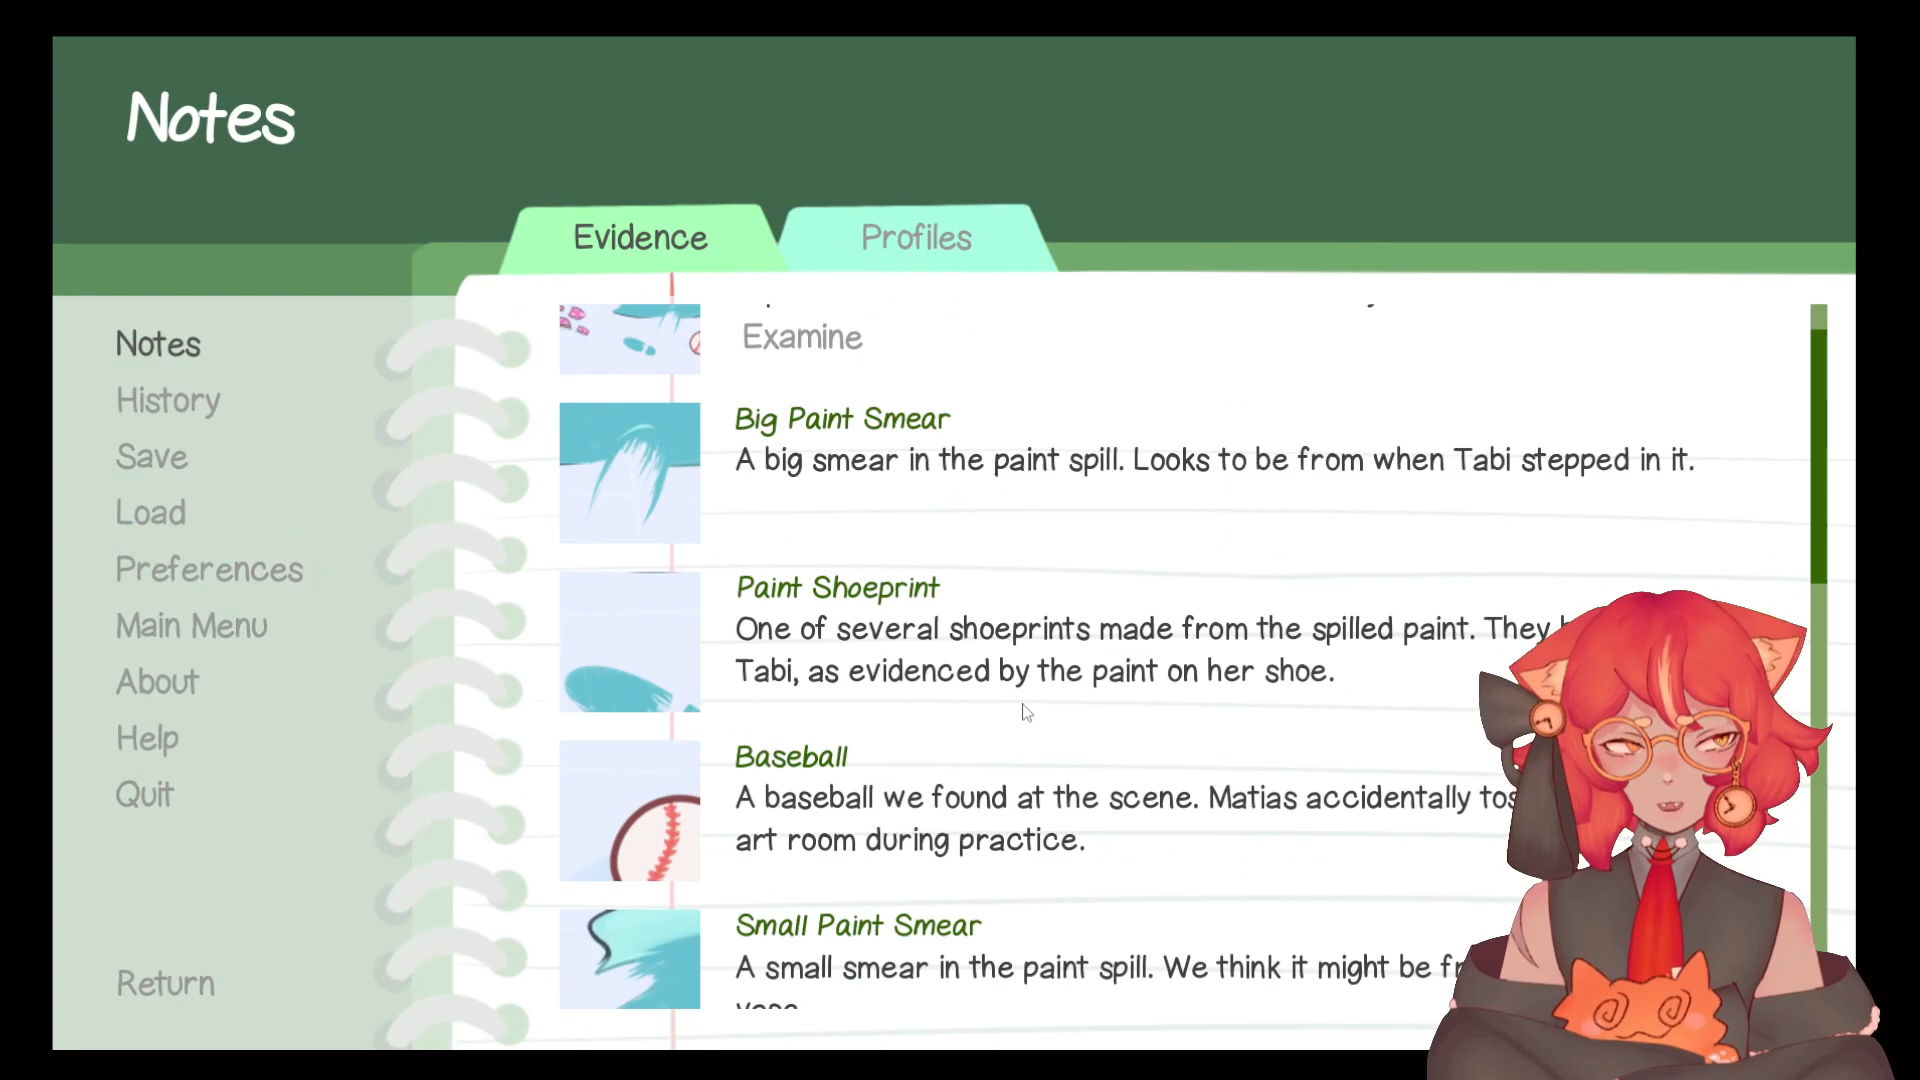 Notes
Evidence
Profiles
Notes
History
Save
Load
Preferences
Main Menu
About
Help
Quit
Return
Examine
Big Paint Smear
A big smear in the paint spill. Looks to be from when Tabi stepped in it.
Paint Shoeprint
One of several shoeprints made from the spilled paint. They
Tabi, as evidenced by the paint on her shoe.
Baseball
A baseball we found at the scene. Matias accidentally
art room during practice.
Small Paint Smear
A small smear in the paint spill. We think it might be